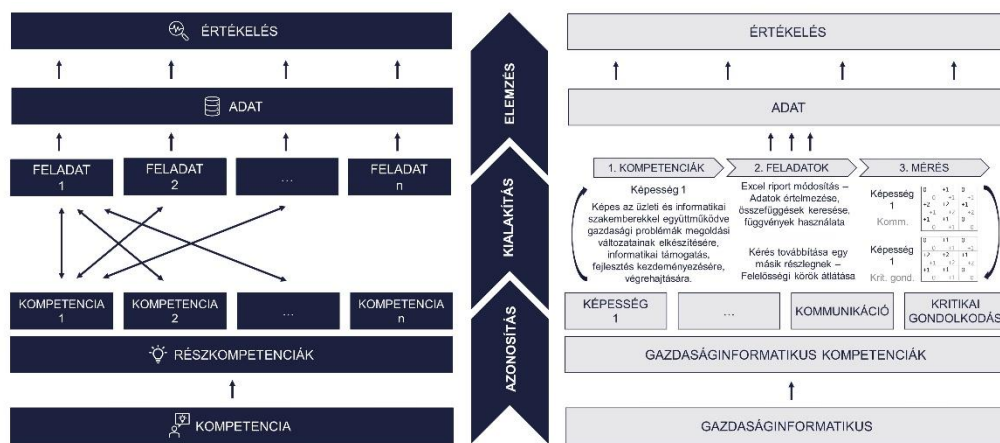 ÉRTÉKELÉS
ADAT
FELADAT
1
FELADAT
2
...
FELADAT
n
KOMPETENCIA
1
KOMPETENCIA
2
...
KOMPETENCIA
n
RÉSZKOMPETENCIÁK
KOMPETENCIA
ELEMZÉS
KIALAKÍTÁS
AZONOSÍTÁS
ÉRTÉKELÉS
ADAT
1. KOMPETENCIÁK
2. FELADATOK
3. MÉRÉS
Képesség 1
Képes az üzleti és informatikai
szakemberekkel együttműködve
gazdasági problémák megoldási
változatainak elkészítésére,
informatikai támogatás,
fejlesztés kezdeményezésére,
végrehajtására.
Excel riport módosítás –
Adatok értelmezése,
összefüggések keresése,
függvények használata
Kérés továbbítása egy
másik részlegnek –
Felelősségi körök átlátása
Képesség
1
Komm.
Képesség
1
Krit. gond.
KÉPESSÉG
1
...
KOMMUNIKÁCIÓ
KRITIKAI
GONDOLKODÁS
GAZDASÁGINFORMATIKUS KOMPETENCIÁK
GAZDASÁGINFORMATIKUS